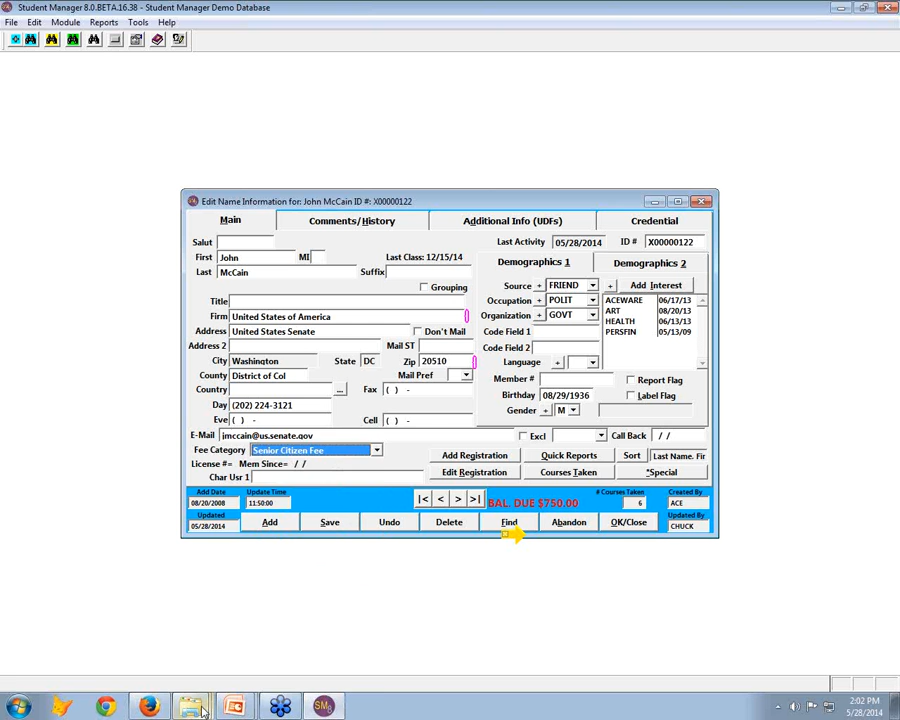 Student Manager 8.0.BETA.16.38 - Student Manager Demo Database
File Edit Module Reports Tools Help
Edit Name Information for: John McCain ID #: X00000122
Main Comments/History Additional Info (UDFs) Credential
Salut Last Activity 05/28/2014 ID # X00000122
First John MI Last Class: 12/15/14 Demographics 1 Demographics 2
Last McCain Suffix
Grouping Source + FRIEND + Add Interest
Title Occupation + POLIT ACEWARE 06/17/13
Firm United States of America Organization + GOVT ART 08/20/13
HEALTH 06/13/13
Address United States Senate Don't Mail Code Field 1 PERSFIN 05/13/09
Address 2 Mail ST Code Field 2
City Washington State DC Zip 20510 Language +
County District of Col Mail Pref Member # Report Flag
Country ... Fax ( ) - Birthday 08/29/1936 Label Flag
Day (202) 224-3121 Gender + M
Eve ( ) - Cell ( ) -
E-Mail jmccain@us.senate.gov Excl Call Back / /
Fee Category Senior Citizen Fee Add Registration Quick Reports Sort Last Name. Fir
License #= Mem Since= / / Edit Registration Courses Taken *Special
Char Usr 1
Add Date Update Time |< < > >| BAL. DUE $750.00 # Courses Taken Created By
08/20/2008 11:50:00 6 ACE
Updated Add Save Undo Delete Find Abandon OK/Close Updated By
05/28/2014 CHUCK
SM8
2:02 PM
5/28/2014